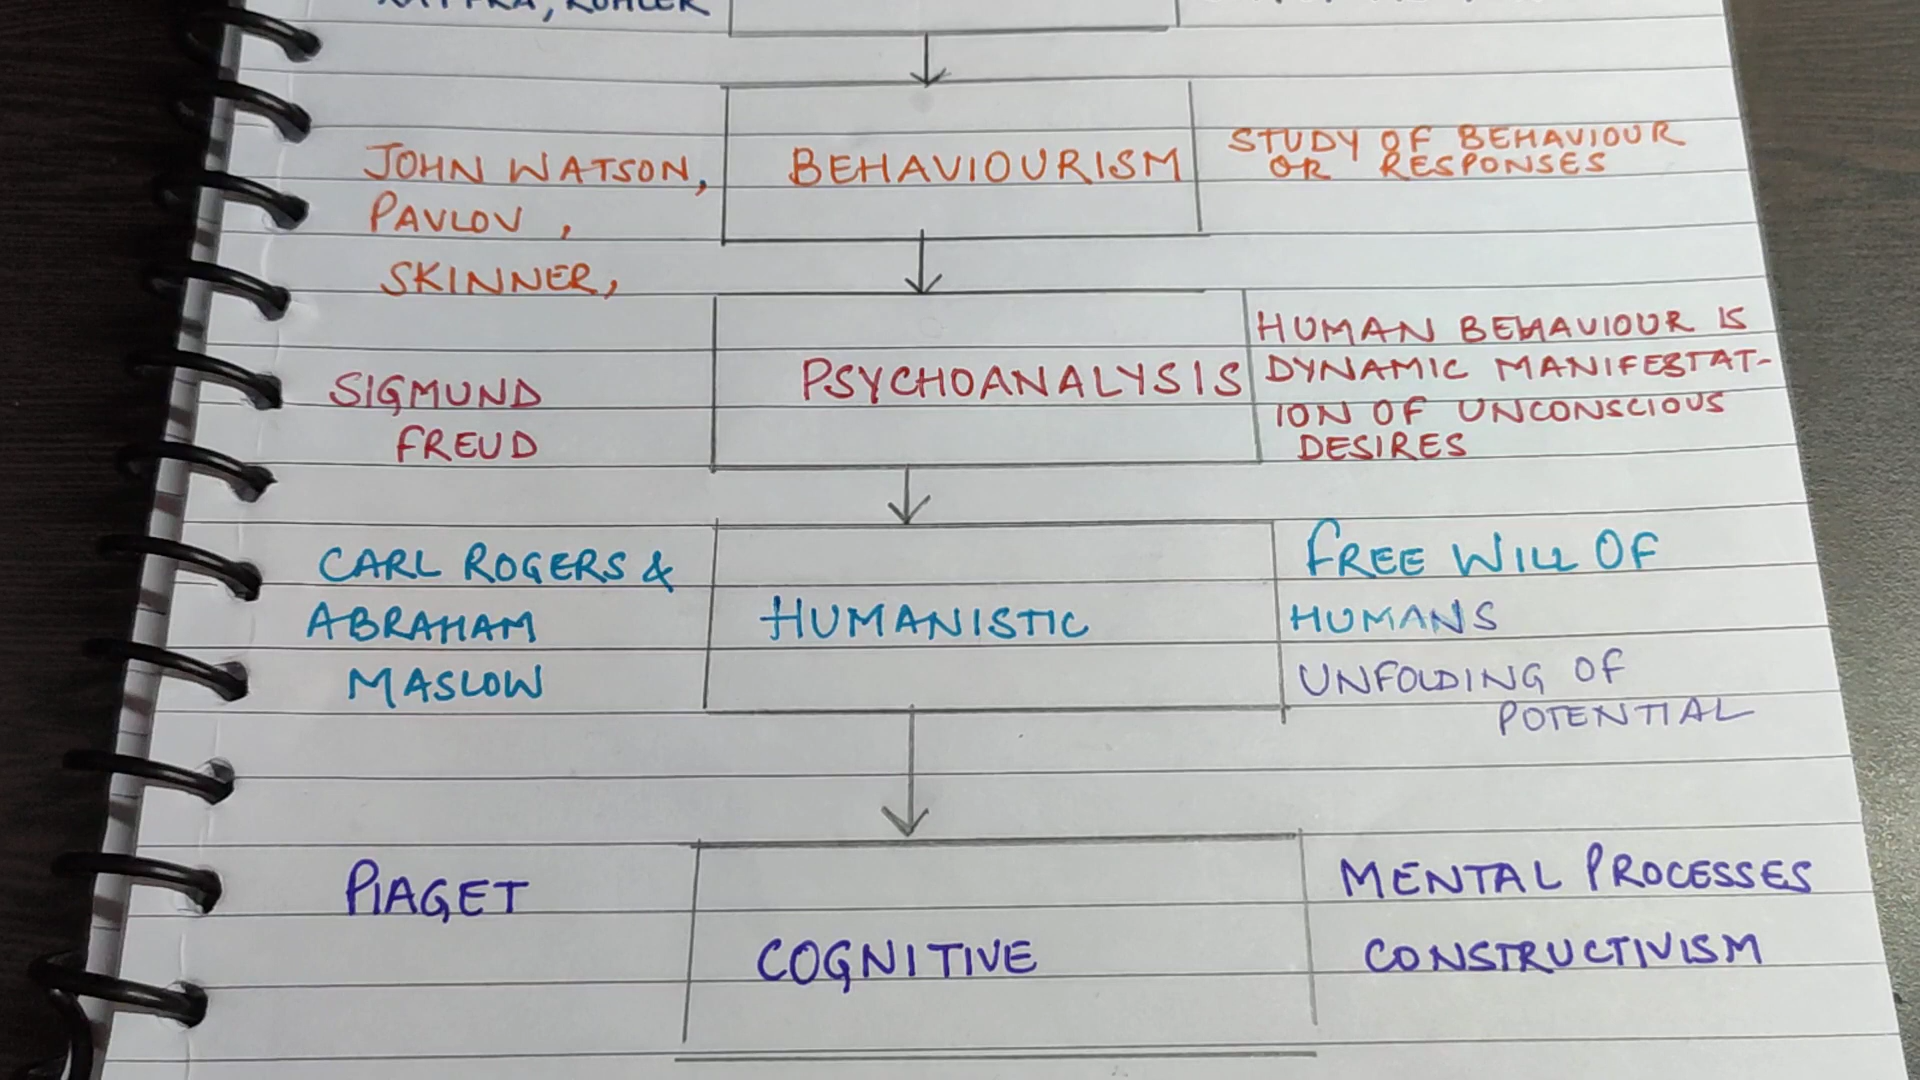 KOHLER
JOHN WATSON,
PAVLOV ,
SKINNER,
BEHAVIOURISM
STUDY OF BEHAVIOUR
OR RESPONSES
SIGMUND
FREUD
PSYCHOANALYSIS
HUMAN BEHAVIOUR IS
DYNAMIC MANIFESTAT-
ION OF UNCONSCIOUS
DESIRES
CARL ROGERS &
ABRAHAM
MASLOW
HUMANISTIC
FREE WILL OF
HUMANS
UNFOLDING OF
POTENTIAL
PIAGET
COGNITIVE
MENTAL PROCESSES
CONSTRUCTIVISM